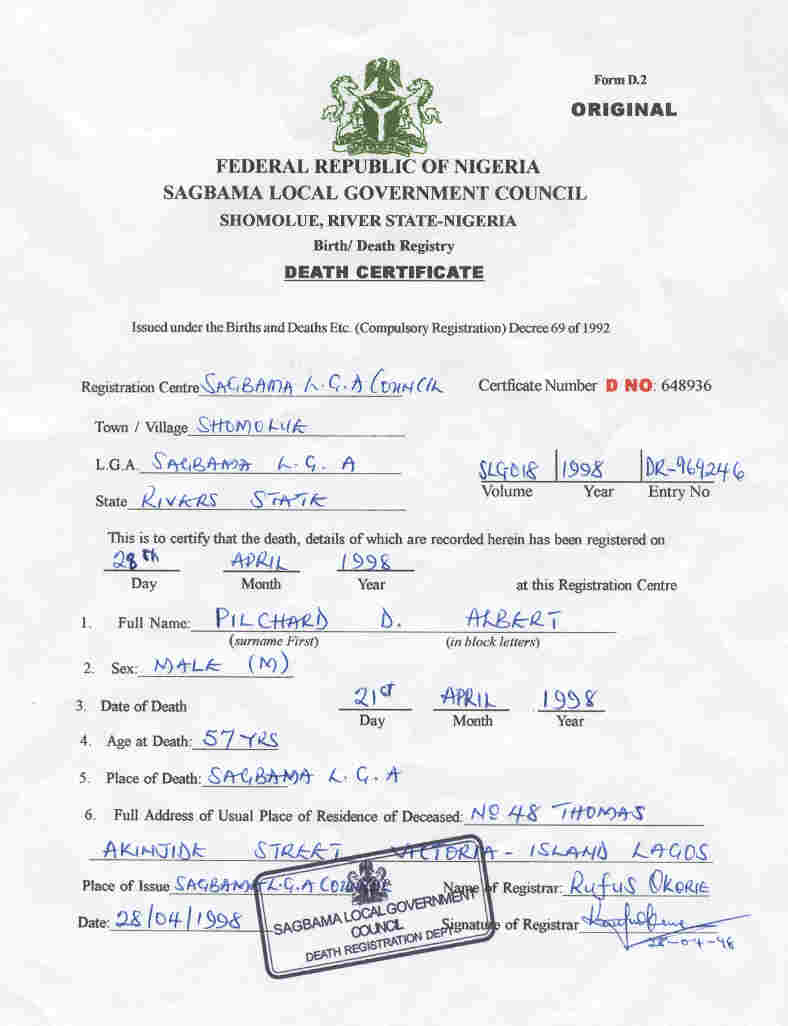 Form D.2
ORIGINAL
FEDERAL REPUBLIC OF NIGERIA
SAGBAMA LOCAL GOVERNMENT COUNCIL
SHOMOLUE, RIVER STATE-NIGERIA
Birth/ Death Registry
DEATH CERTIFICATE
Issued under the Births and Deaths Etc. (Compulsory Registration) Decree 69 of 1992
Registration Centre SAGBAMA L.G.A COUNCIL Certficate Number D NO: 648936
Town / Village SHOMOLUE
L.G.A. SAGBAMA L.G. A
SLG018 1998 DR-969246
Volume Year Entry No
State RIVERS STATE
This is to certify that the death, details of which are recorded herein has been registered on
28th APRIL 1998
Day Month Year at this Registration Centre
1. Full Name: PILCHARD D. ALBERT
(surname First) (in block letters)
2. Sex: MALE (M)
3. Date of Death 21st APRIL 1998
Day Month Year
4. Age at Death: 57 YRS
5. Place of Death: SAGBAMA L.G.A
6. Full Address of Usual Place of Residence of Deceased: No 48 THOMAS
AKINJIDE STREET VICTORIA - ISLAND LAGOS
Place of Issue SAGBAMA L.G.A COUNCIL Name of Registrar: RUFUS OKORIE
Date: 28/04/1998 Signature of Registrar
28-04-98
SAGBAMA LOCAL GOVERNMENT
COUNCIL
DEATH REGISTRATION DEPT.